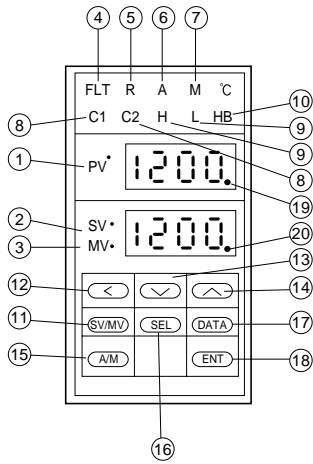 4 5 6 7
FLT R A M °C
10
8 C1 C2 H L HB 9
9
1 PV 1200. 8
19
2 SV 1200. 20
3 MV
13
12 < ∨ ∧ 14
11 SV/MV SEL DATA 17
15 A/M ENT 18
16